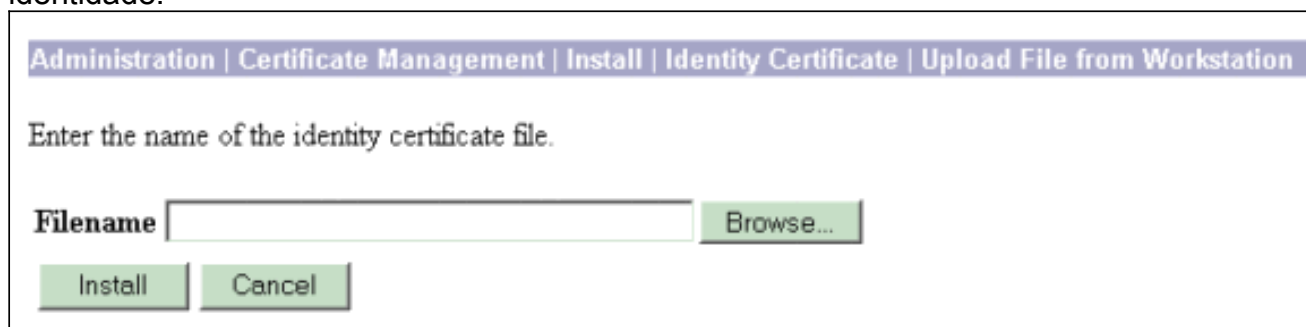 identidade.
Administration | Certificate Management | Install | Identity Certificate | Upload File from Workstation
Enter the name of the identity certificate file.
Filename Browse...
Install Cancel